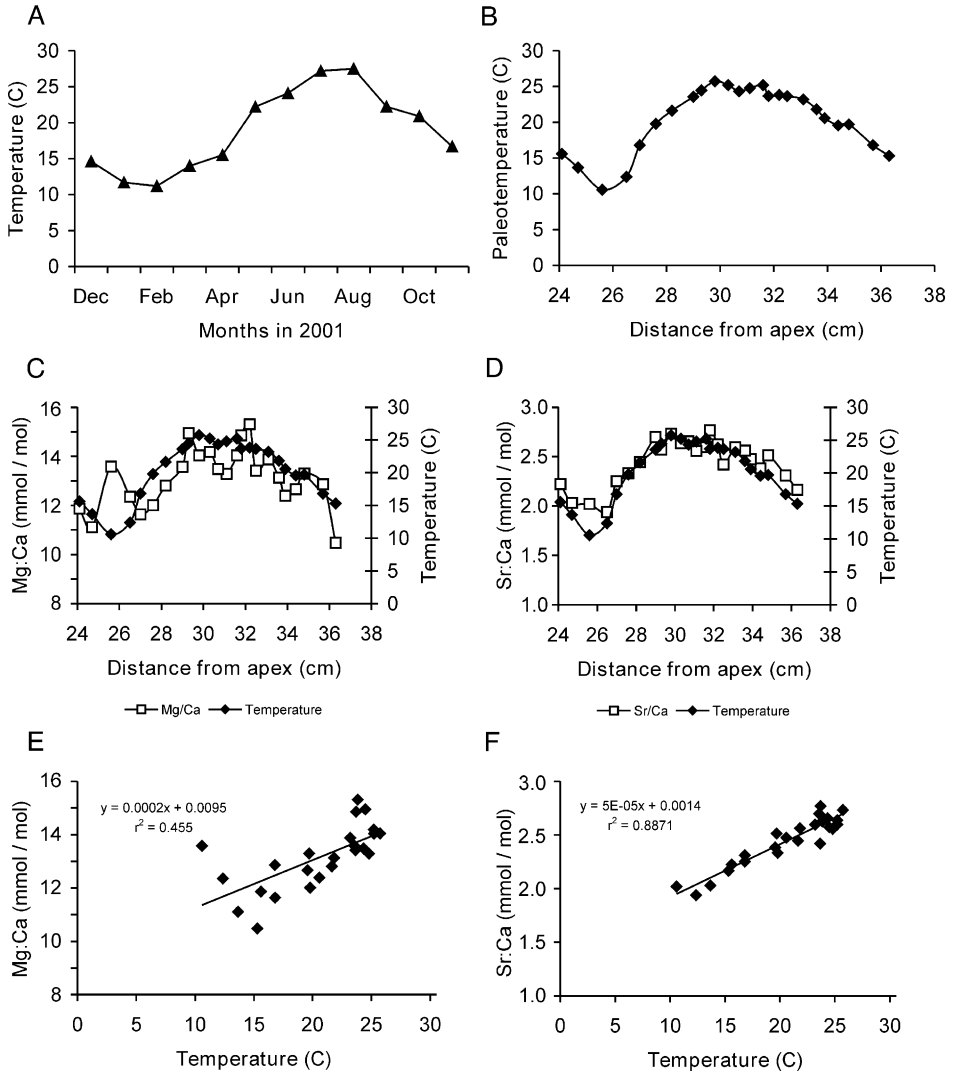 A
30
25
20
15
10
5
0
Temperature (C)
Dec Feb Apr Jun Aug Oct
Months in 2001
B
30
25
20
15
10
5
0
Paleotemperature (C)
24 26 28 30 32 34 36 38
Distance from apex (cm)
C
16
14
12
10
8
Mg:Ca (mmol / mol)
30
25
20
15
10
5
0
Temperature (C)
24 26 28 30 32 34 36 38
Distance from apex (cm)
Mg/Ca Temperature
D
3.0
2.5
2.0
1.5
1.0
Sr:Ca (mmol / mol)
30
25
20
15
10
5
0
Temperature (C)
24 26 28 30 32 34 36 38
Distance from apex (cm)
Sr/Ca Temperature
E
16
14
12
10
8
Mg:Ca (mmol / mol)
y = 0.0002x + 0.0095
r² = 0.455
0 5 10 15 20 25 30
Temperature (C)
F
3.0
2.5
2.0
1.5
1.0
Sr:Ca (mmol / mol)
y = 5E-05x + 0.0014
r² = 0.8871
0 5 10 15 20 25 30
Temperature (C)